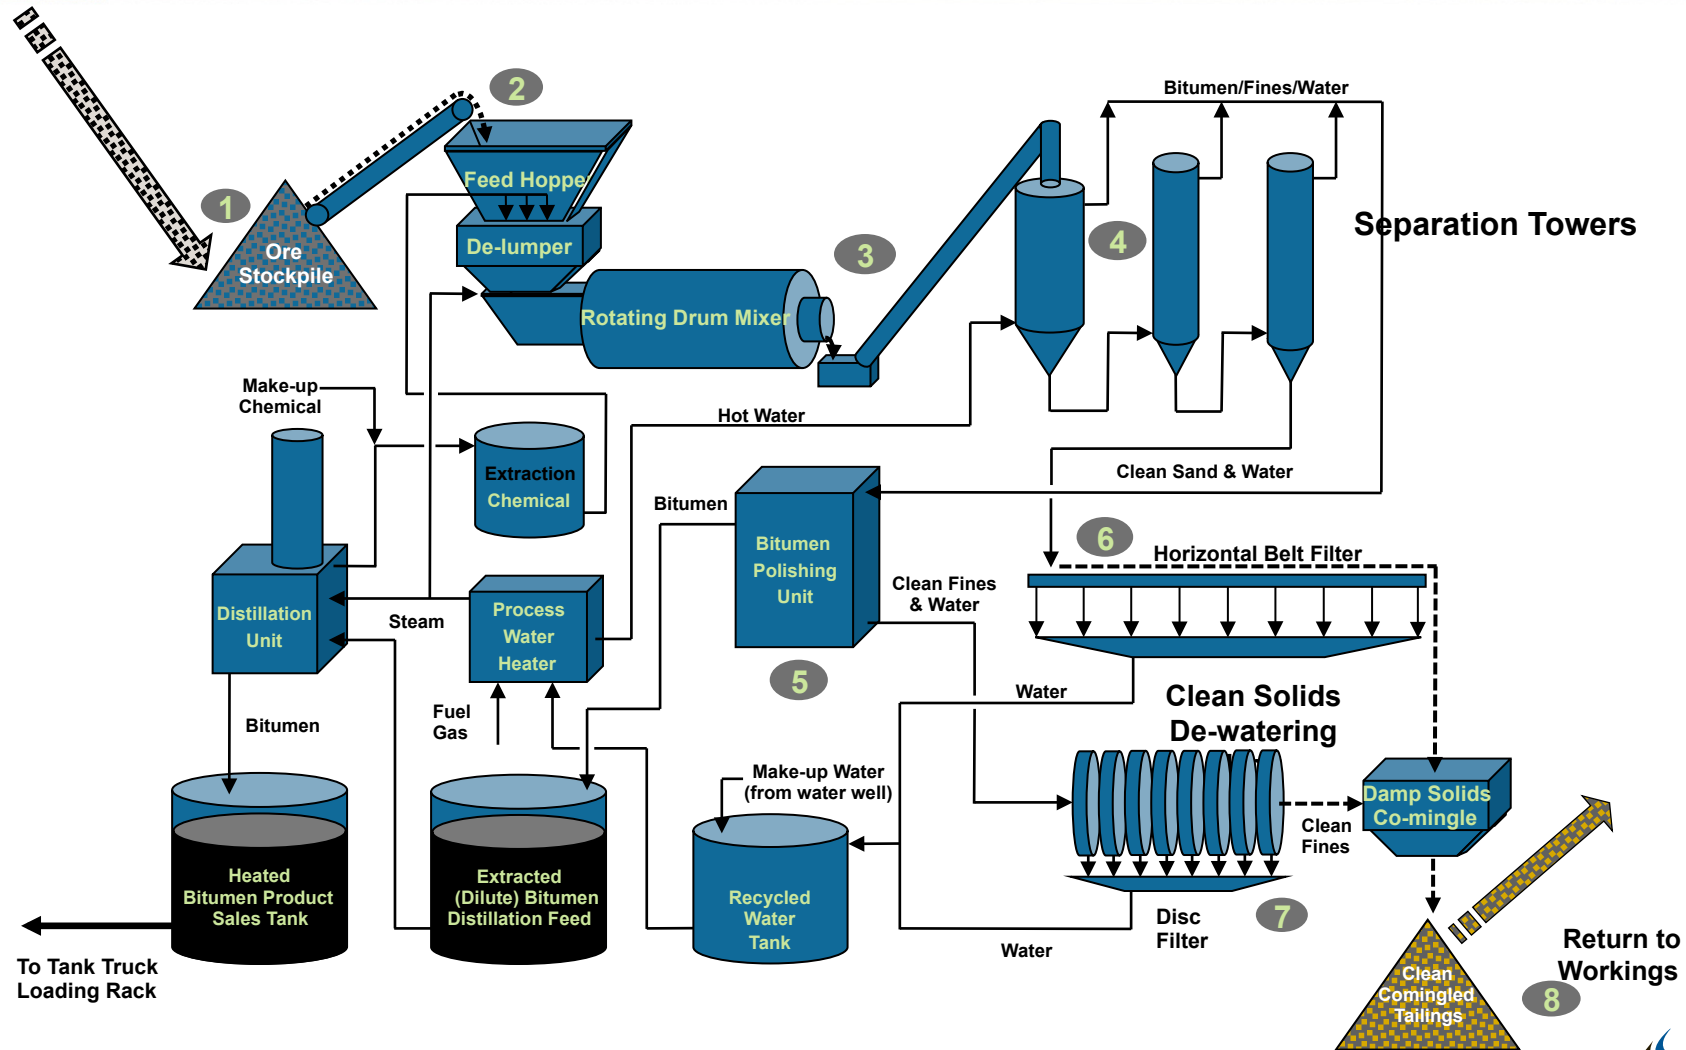 2
Bitumen/Fines/Water
Feed Hopper
1
Separation Towers
Ore
Stockpile
De-lumper
3
4
Rotating Drum Mixer
Make-up
Chemical
Hot Water
Extraction
Chemical
Clean Sand & Water
Bitumen
6
Horizontal Belt Filter
Bitumen
Polishing
Unit
Clean Fines
& Water
Distillation
Unit
Steam
Process
Water
Heater
5
Water
Clean Solids
De-watering
Fuel
Gas
Bitumen
Make-up Water
(from water well)
Damp Solids
Co-mingle
Clean
Fines
Heated
Bitumen Product
Sales Tank
Extracted
(Dilute) Bitumen
Distillation Feed
Recycled
Water
Tank
Disc
Filter
7
Water
Return to
Workings
To Tank Truck
Loading Rack
Clean
Comingled
Tailings
8